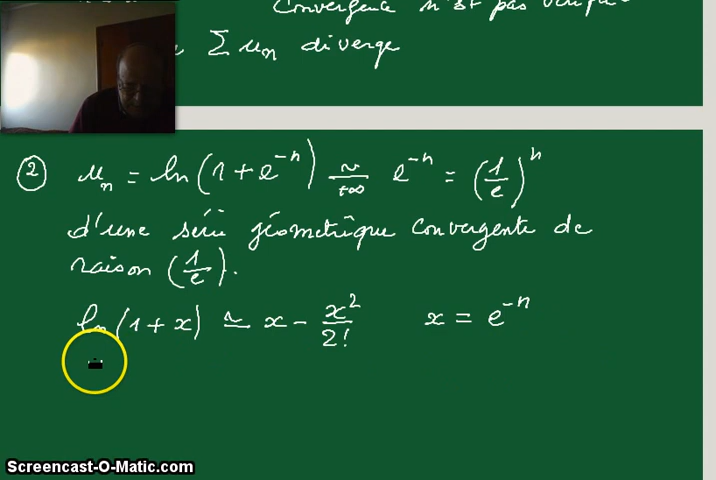 Convergence n'est pas
Σ un diverge
② un = ln(1 + e^-n) ~ +∞ e^-n = (1/e)^n
d'une série géométrique convergente de
raison (1/e).
ln(1 + x) ≃ x - x²/2! x = e^-n
Screencast-O-Matic.com